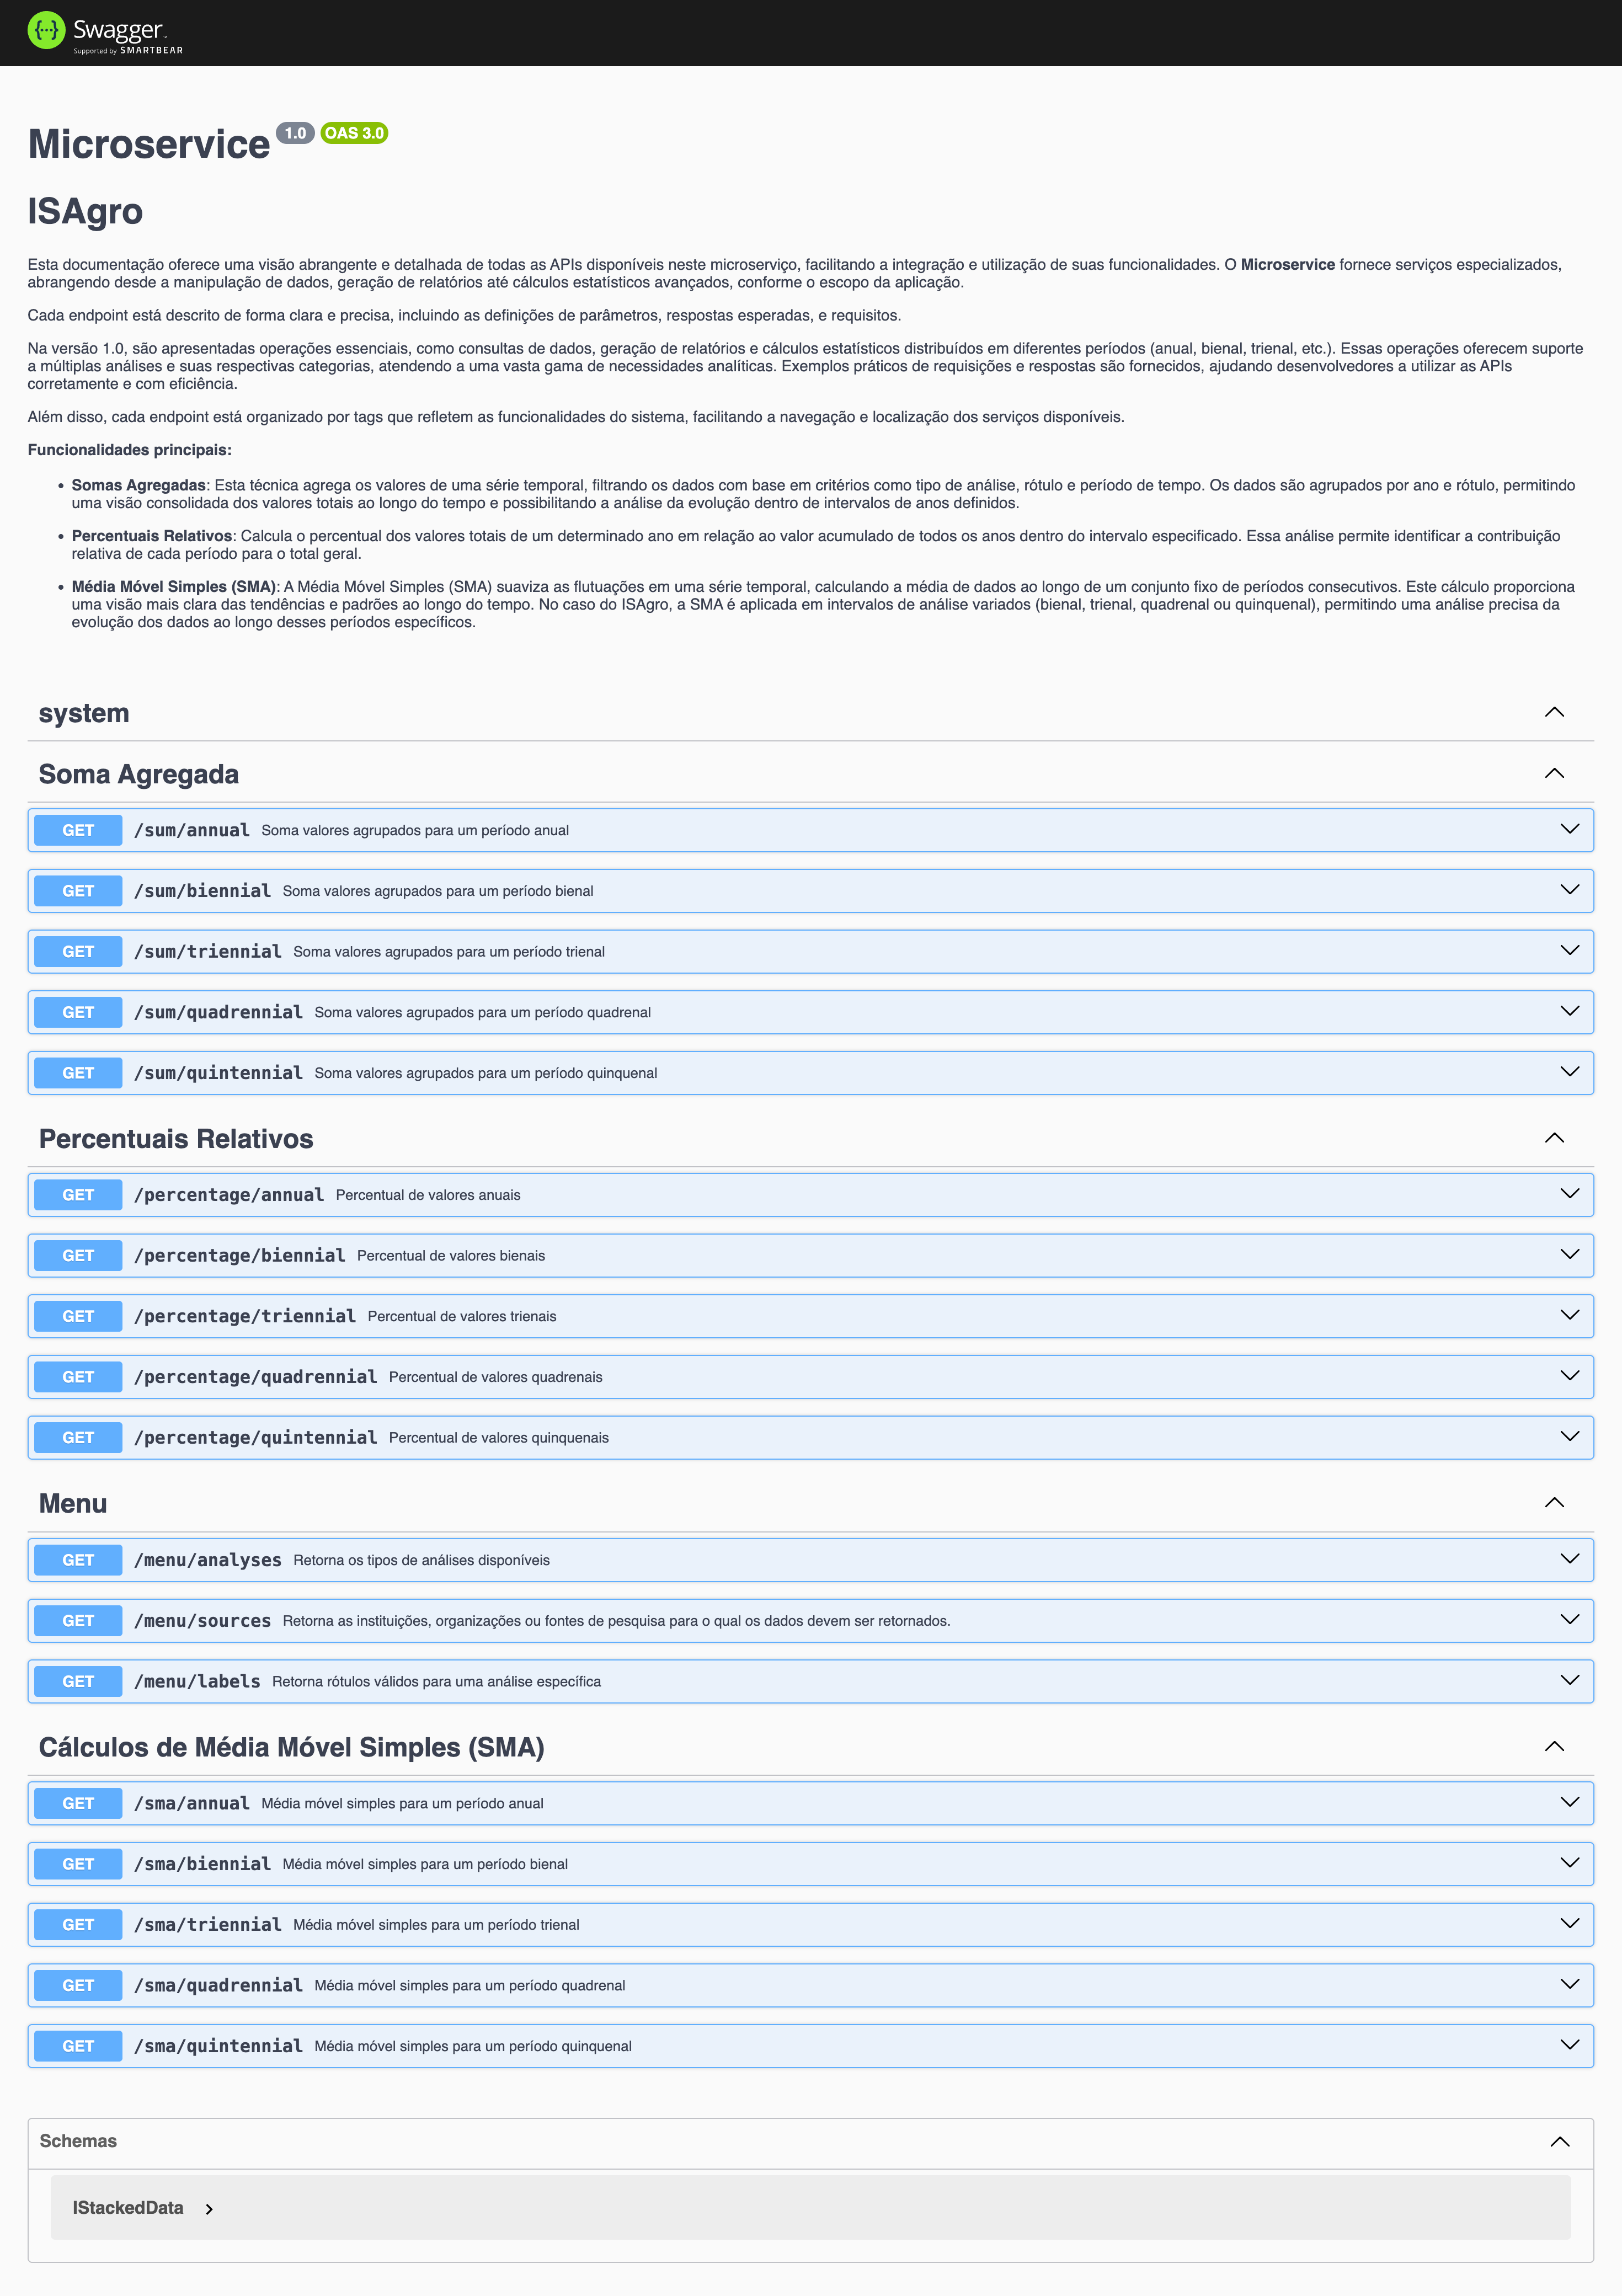 Swagger
Supported by SMARTBEAR
Microservice 1.0 OAS 3.0
ISAgro
Esta documentação oferece uma visão abrangente e detalhada de todas as APIs disponíveis neste microserviço, facilitando a integração e utilização de suas funcionalidades. O Microservice fornece serviços especializados,
abrangendo desde a manipulação de dados, geração de relatórios até cálculos estatísticos avançados, conforme o escopo da aplicação.
Cada endpoint está descrito de forma clara e precisa, incluindo as definições de parâmetros, respostas esperadas, e requisitos.
Na versão 1.0, são apresentadas operações essenciais, como consultas de dados, geração de relatórios e cálculos estatísticos distribuídos em diferentes períodos (anual, bienal, trienal, etc.). Essas operações oferecem suporte
a múltiplas análises e suas respectivas categorias, atendendo a uma vasta gama de necessidades analíticas. Exemplos práticos de requisições e respostas são fornecidos, ajudando desenvolvedores a utilizar as APIs
corretamente e com eficiência.
Além disso, cada endpoint está organizado por tags que refletem as funcionalidades do sistema, facilitando a navegação e localização dos serviços disponíveis.
Funcionalidades principais:
• Somas Agregadas: Esta técnica agrega os valores de uma série temporal, filtrando os dados com base em critérios como tipo de análise, rótulo e período de tempo. Os dados são agrupados por ano e rótulo, permitindo
uma visão consolidada dos valores totais ao longo do tempo e possibilitando a análise da evolução dentro de intervalos de anos definidos.
• Percentuais Relativos: Calcula o percentual dos valores totais de um determinado ano em relação ao valor acumulado de todos os anos dentro do intervalo especificado. Essa análise permite identificar a contribuição
relativa de cada período para o total geral.
• Média Móvel Simples (SMA): A Média Móvel Simples (SMA) suaviza as flutuações em uma série temporal, calculando a média de dados ao longo de um conjunto fixo de períodos consecutivos. Este cálculo proporciona
uma visão mais clara das tendências e padrões ao longo do tempo. No caso do ISAgro, a SMA é aplicada em intervalos de análise variados (bienal, trienal, quadrenal ou quinquenal), permitindo uma análise precisa da
evolução dos dados ao longo desses períodos específicos.
system
Soma Agregada
GET /sum/annual Soma valores agrupados para um período anual
GET /sum/biennial Soma valores agrupados para um período bienal
GET /sum/triennial Soma valores agrupados para um período trienal
GET /sum/quadrennial Soma valores agrupados para um período quadrenal
GET /sum/quintennial Soma valores agrupados para um período quinquenal
Percentuais Relativos
GET /percentage/annual Percentual de valores anuais
GET /percentage/biennial Percentual de valores bienais
GET /percentage/triennial Percentual de valores trienais
GET /percentage/quadrennial Percentual de valores quadrenais
GET /percentage/quintennial Percentual de valores quinquenais
Menu
GET /menu/analyses Retorna os tipos de análises disponíveis
GET /menu/sources Retorna as instituições, organizações ou fontes de pesquisa para o qual os dados devem ser retornados.
GET /menu/labels Retorna rótulos válidos para uma análise específica
Cálculos de Média Móvel Simples (SMA)
GET /sma/annual Média móvel simples para um período anual
GET /sma/biennial Média móvel simples para um período bienal
GET /sma/triennial Média móvel simples para um período trienal
GET /sma/quadrennial Média móvel simples para um período quadrenal
GET /sma/quintennial Média móvel simples para um período quinquenal
Schemas
IStackedData